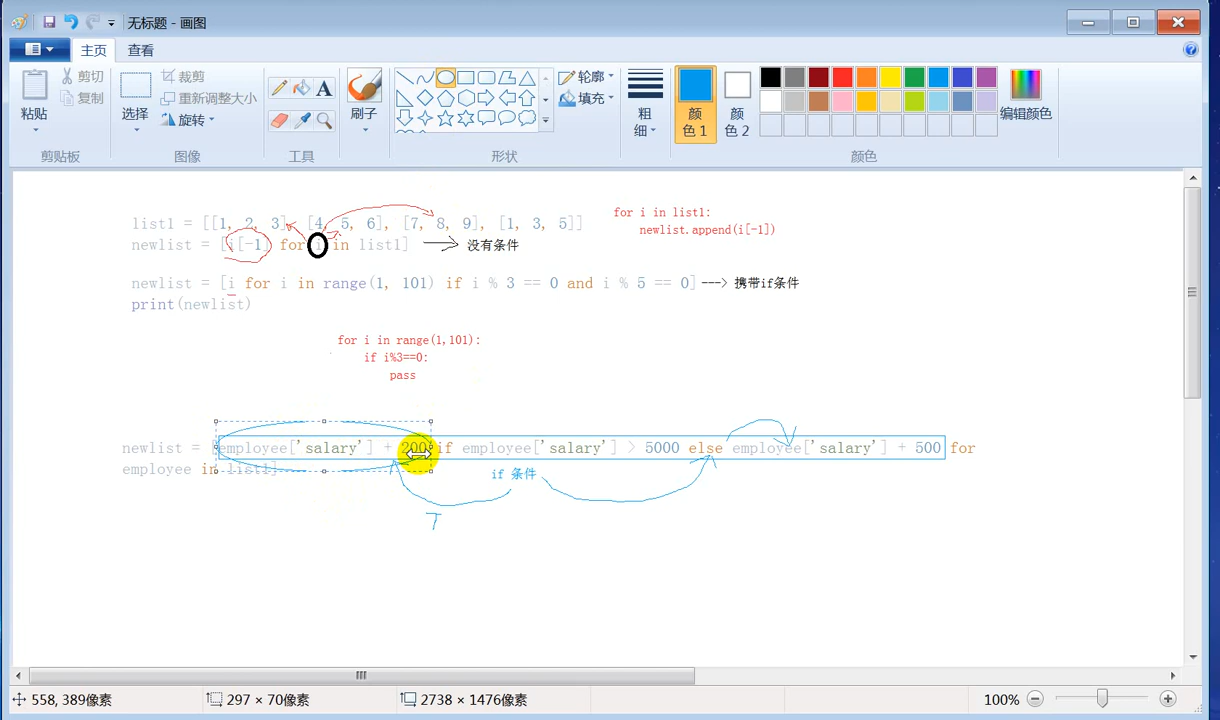 无标题 - 画图
主页
查看
粘贴
剪切
复制
选择
裁剪
重新调整大小
旋转
A
刷子
轮廓
填充
粗细
颜色 1
颜色 2
编辑颜色
剪贴板
图像
工具
形状
颜色
list1 = [[1, 2, 3], [4, 5, 6], [7, 8, 9], [1, 3, 5]]
for i in list1:
newlist.append(i[-1])
newlist = [i[-1] for i in list1]
没有条件
newlist = [i for i in range(1, 101) if i % 3 == 0 and i % 5 == 0]
---> 携带if条件
print(newlist)
for i in range(1,101):
if i%3==0:
pass
newlist = [employee['salary'] + 200 if employee['salary'] > 5000 else employee['salary'] + 500 for
employee in list1]
if 条件
T
558, 389像素
297 × 70像素
2738 × 1476像素
100%